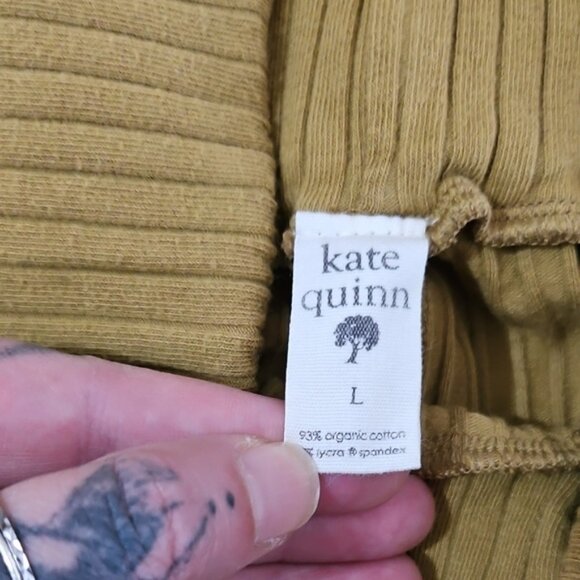 kate
quinn
L
93% organic cotton
% lycra ® spandex